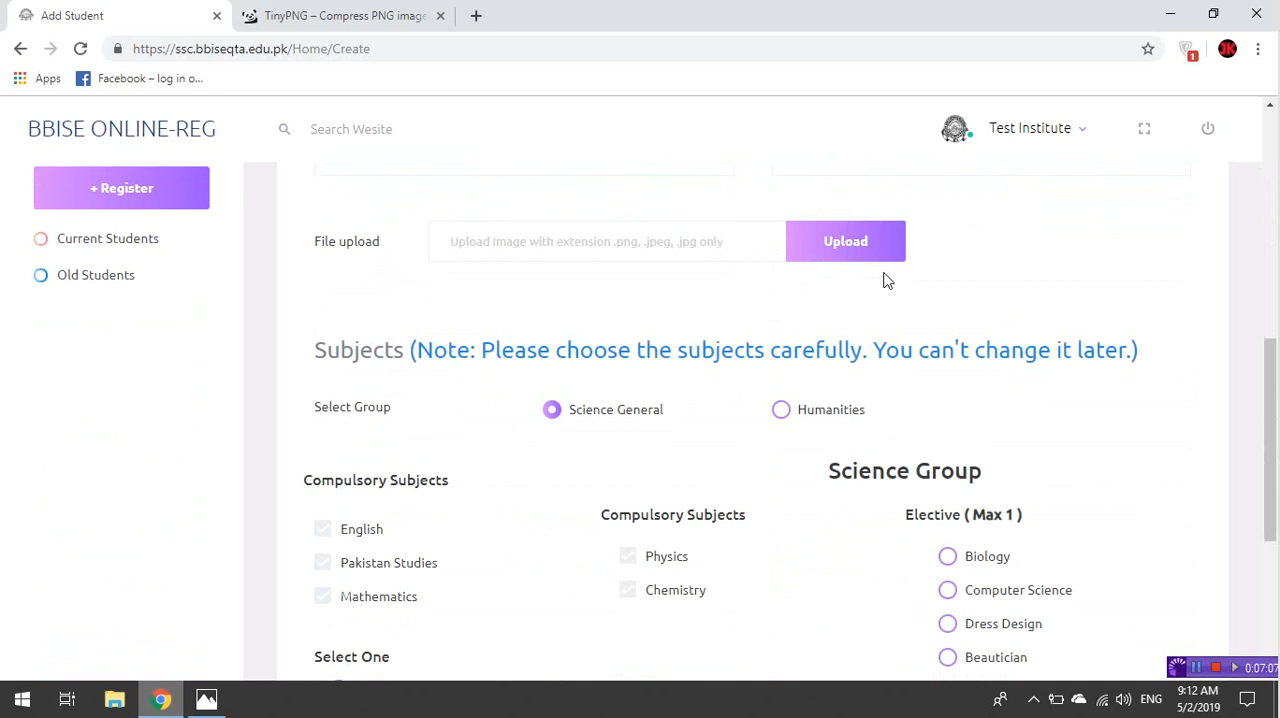 Add Student
TinyPNG – Compress PNG image
https://ssc.bbiseqta.edu.pk/Home/Create
1
JK
Apps
Facebook – log in o...
BBISE ONLINE-REG
Search Wesite
Test Institute
+ Register
Current Students
Old Students
File upload
Upload Image with extension .png, .jpeg, .jpg only
Upload
Subjects (Note: Please choose the subjects carefully. You can't change it later.)
Select Group
Science General
Humanities
Science Group
Compulsory Subjects
English
Pakistan Studies
Mathematics
Select One
Compulsory Subjects
Physics
Chemistry
Elective ( Max 1 )
Biology
Computer Science
Dress Design
Beautician
0:07:07
ENG
9:12 AM
5/2/2019